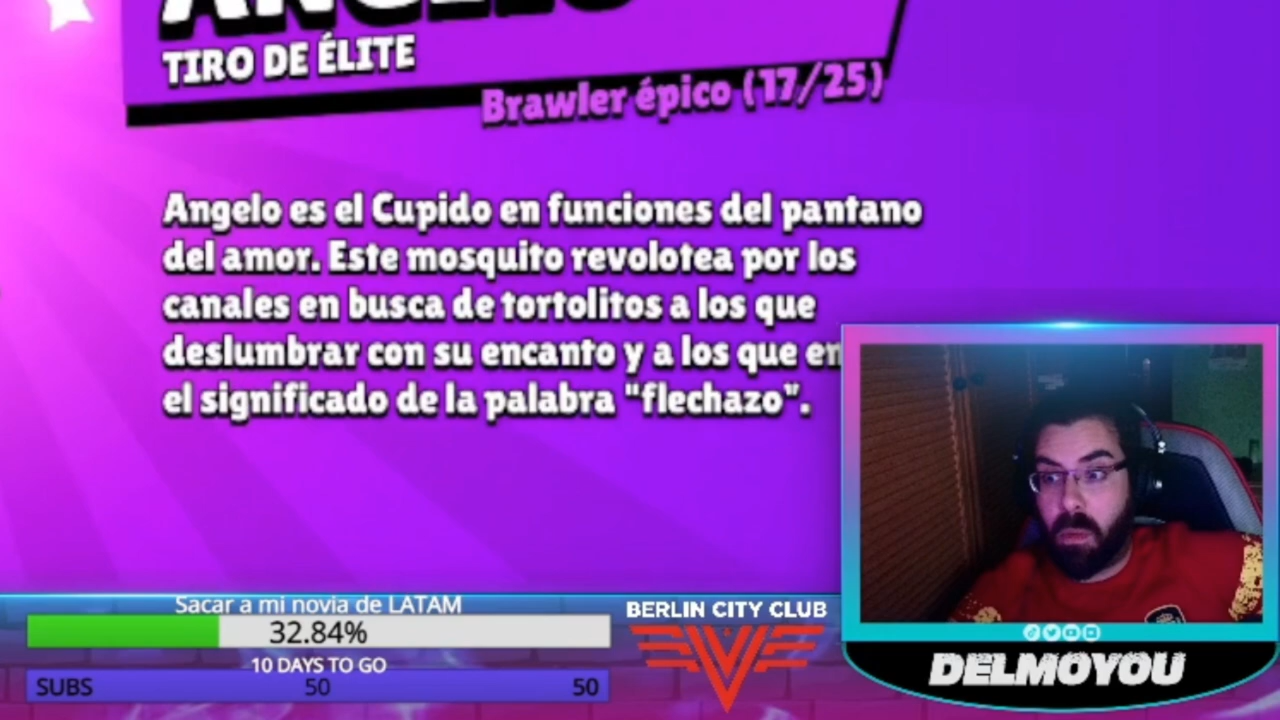 ANGELO
TIRO DE ÉLITE
Brawler épico (17/25)
Angelo es el Cupido en funciones del pantano
del amor. Este mosquito revolotea por los
canales en busca de tortolitos a los que
deslumbrar con su encanto y a los que en
el significado de la palabra "flechazo".
Sacar a mi novia de LATAM
32.84%
10 DAYS TO GO
SUBS 50 50
BERLIN CITY CLUB
DELMOYOU